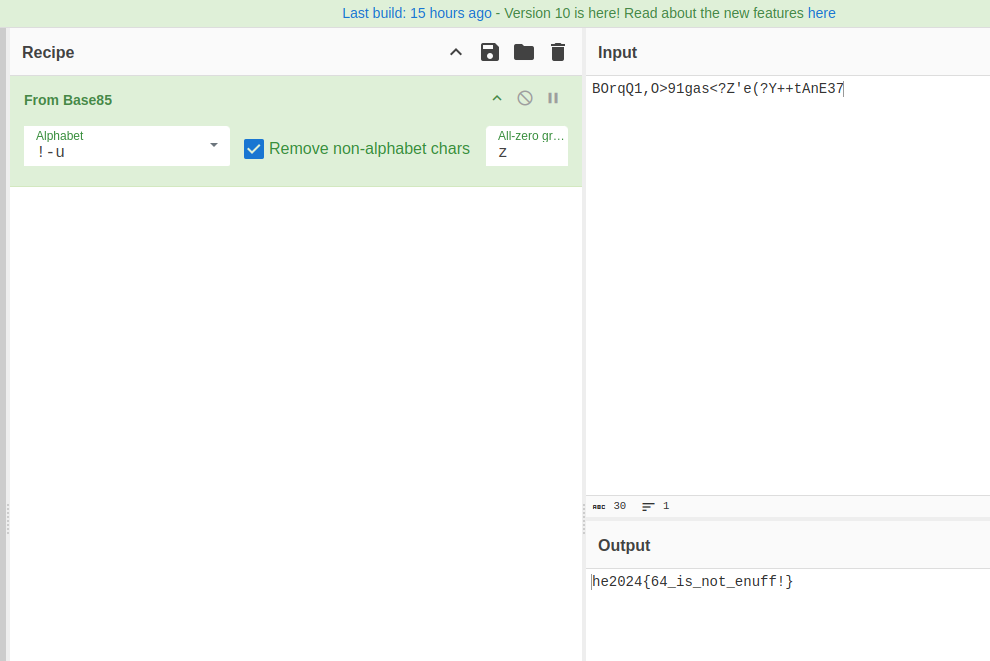 Last build: 15 hours ago - Version 10 is here! Read about the new features here
Recipe
From Base85
Alphabet
!-u
Remove non-alphabet chars
All-zero gr…
z
Input
BOrqQ1,O>91gas<?Z'e(?Y++tAnE37
ABC 30 1
Output
he2024{64_is_not_enuff!}